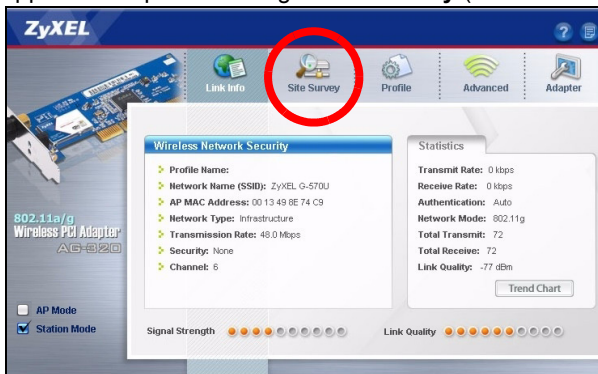 ZyXEL
Link Info
Site Survey
Profile
Advanced
Adapter
802.11a/g
Wireless PCI Adapter
AG-320
AP Mode
Station Mode
Wireless Network Security
Profile Name:
Network Name (SSID): ZyXEL G-570U
AP MAC Address: 00 13 49 8E 74 C9
Network Type: Infrastructure
Transmission Rate: 48.0 Mbps
Security: None
Channel: 6
Statistics
Transmit Rate: 0 kbps
Receive Rate: 0 kbps
Authentication: Auto
Network Mode: 802.11g
Total Transmit: 72
Total Receive: 72
Link Quality: -77 dBm
Trend Chart
Signal Strength
Link Quality